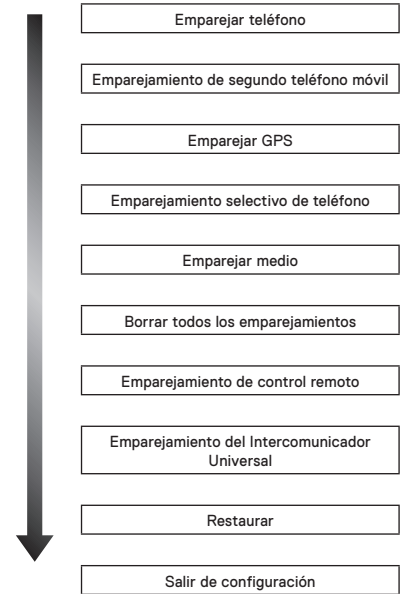 Emparejar teléfono
Emparejamiento de segundo teléfono móvil
Emparejar GPS
Emparejamiento selectivo de teléfono
Emparejar medio
Borrar todos los emparejamientos
Emparejamiento de control remoto
Emparejamiento del Intercomunicador
Universal
Restaurar
Salir de configuración